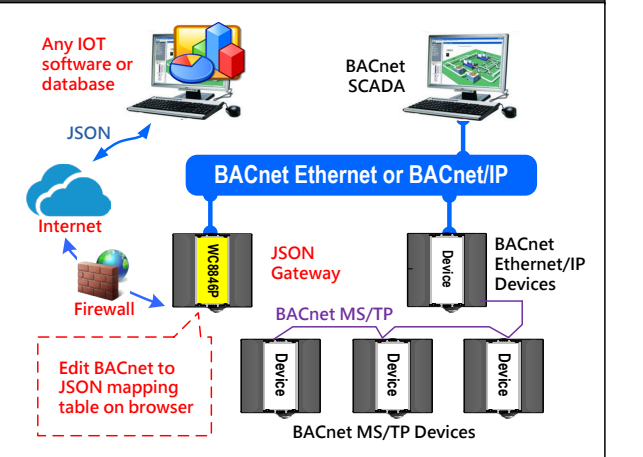 Any IOT
software or
database
BACnet
SCADA
JSON
BACnet Ethernet or BACnet/IP
Internet
WC8846P
JSON
Gateway
Device
BACnet
Ethernet/IP
Devices
Firewall
BACnet MS/TP
Edit BACnet to
JSON mapping
table on browser
Device
Device
Device
BACnet MS/TP Devices